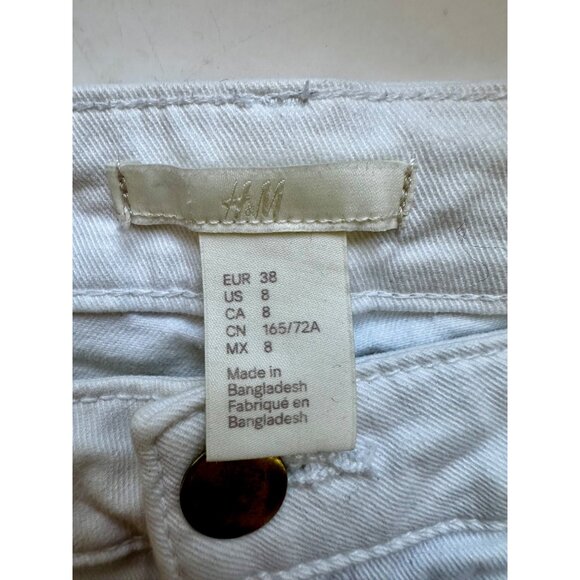 H&M
EUR 38
US 8
CA 8
CN 165/72A
MX 8
Made in
Bangladesh
Fabriqué en
Bangladesh